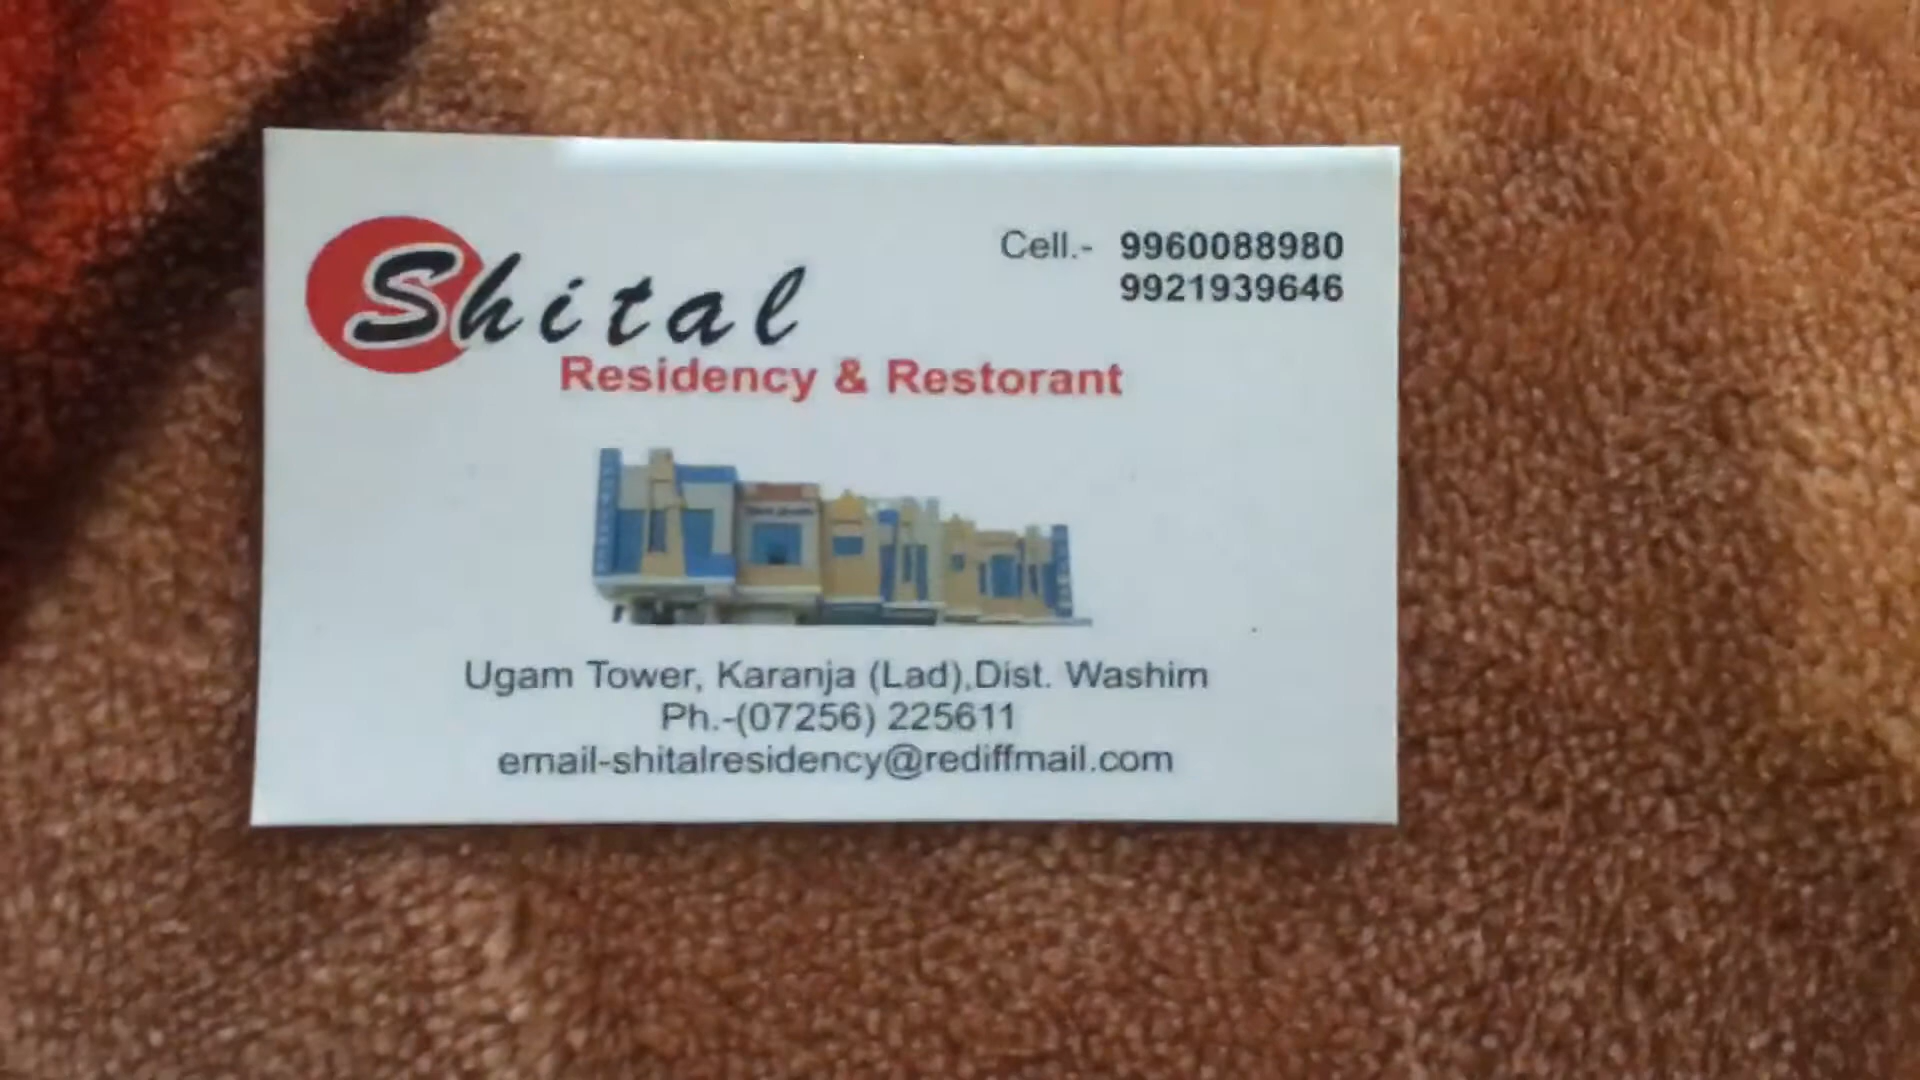 Shital
Residency & Restorant
Cell.- 9960088980
9921939646
Ugam Tower, Karanja (Lad),Dist. Washim
Ph.-(07256) 225611
email-shitalresidency@rediffmail.com